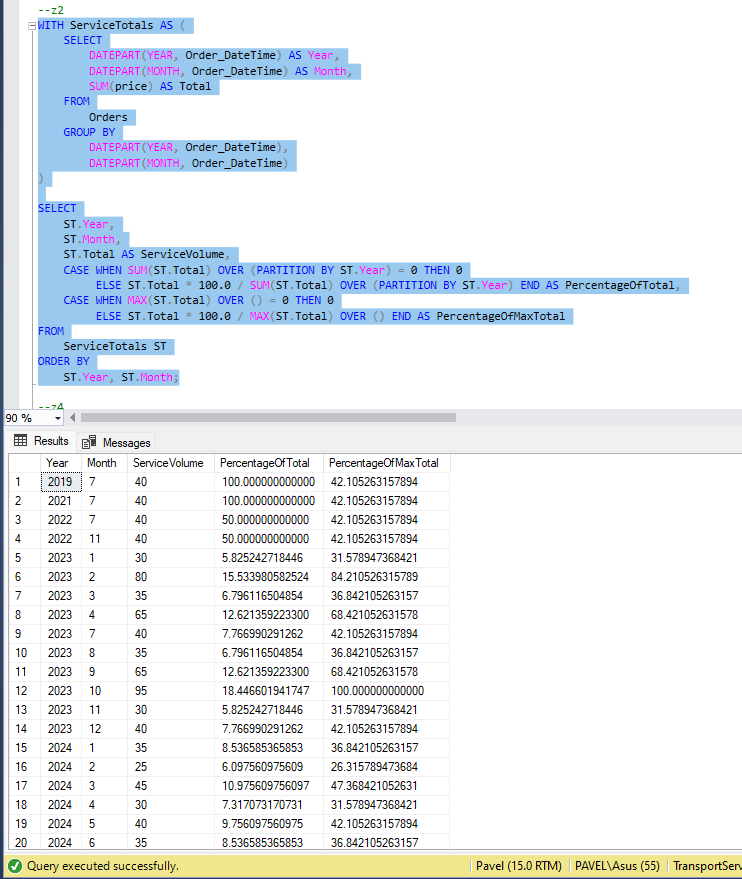 --z2
WITH ServiceTotals AS (
SELECT
DATEPART(YEAR, Order_DateTime) AS Year,
DATEPART(MONTH, Order_DateTime) AS Month,
SUM(price) AS Total
FROM
Orders
GROUP BY
DATEPART(YEAR, Order_DateTime),
DATEPART(MONTH, Order_DateTime)
)
SELECT
ST.Year,
ST.Month,
ST.Total AS ServiceVolume,
CASE WHEN SUM(ST.Total) OVER (PARTITION BY ST.Year) = 0 THEN 0
ELSE ST.Total * 100.0 / SUM(ST.Total) OVER (PARTITION BY ST.Year) END AS PercentageOfTotal,
CASE WHEN MAX(ST.Total) OVER () = 0 THEN 0
ELSE ST.Total * 100.0 / MAX(ST.Total) OVER () END AS PercentageOfMaxTotal
FROM
ServiceTotals ST
ORDER BY
ST.Year, ST.Month;
--z4
90 %
Results Messages
Year Month ServiceVolume PercentageOfTotal PercentageOfMaxTotal
1 2019 7 40 100.000000000000 42.105263157894
2 2021 7 40 100.000000000000 42.105263157894
3 2022 7 40 50.000000000000 42.105263157894
4 2022 11 40 50.000000000000 42.105263157894
5 2023 1 30 5.825242718446 31.578947368421
6 2023 2 80 15.533980582524 84.210526315789
7 2023 3 35 6.796116504854 36.842105263157
8 2023 4 65 12.621359223300 68.421052631578
9 2023 7 40 7.766990291262 42.105263157894
10 2023 8 35 6.796116504854 36.842105263157
11 2023 9 65 12.621359223300 68.421052631578
12 2023 10 95 18.446601941747 100.000000000000
13 2023 11 30 5.825242718446 31.578947368421
14 2023 12 40 7.766990291262 42.105263157894
15 2024 1 35 8.536585365853 36.842105263157
16 2024 2 25 6.097560975609 26.315789473684
17 2024 3 45 10.975609756097 47.368421052631
18 2024 4 30 7.317073170731 31.578947368421
19 2024 5 40 9.756097560975 42.105263157894
20 2024 6 35 8.536585365853 36.842105263157
Query executed successfully. Pavel (15.0 RTM) PAVEL\Asus (55) TransportServ